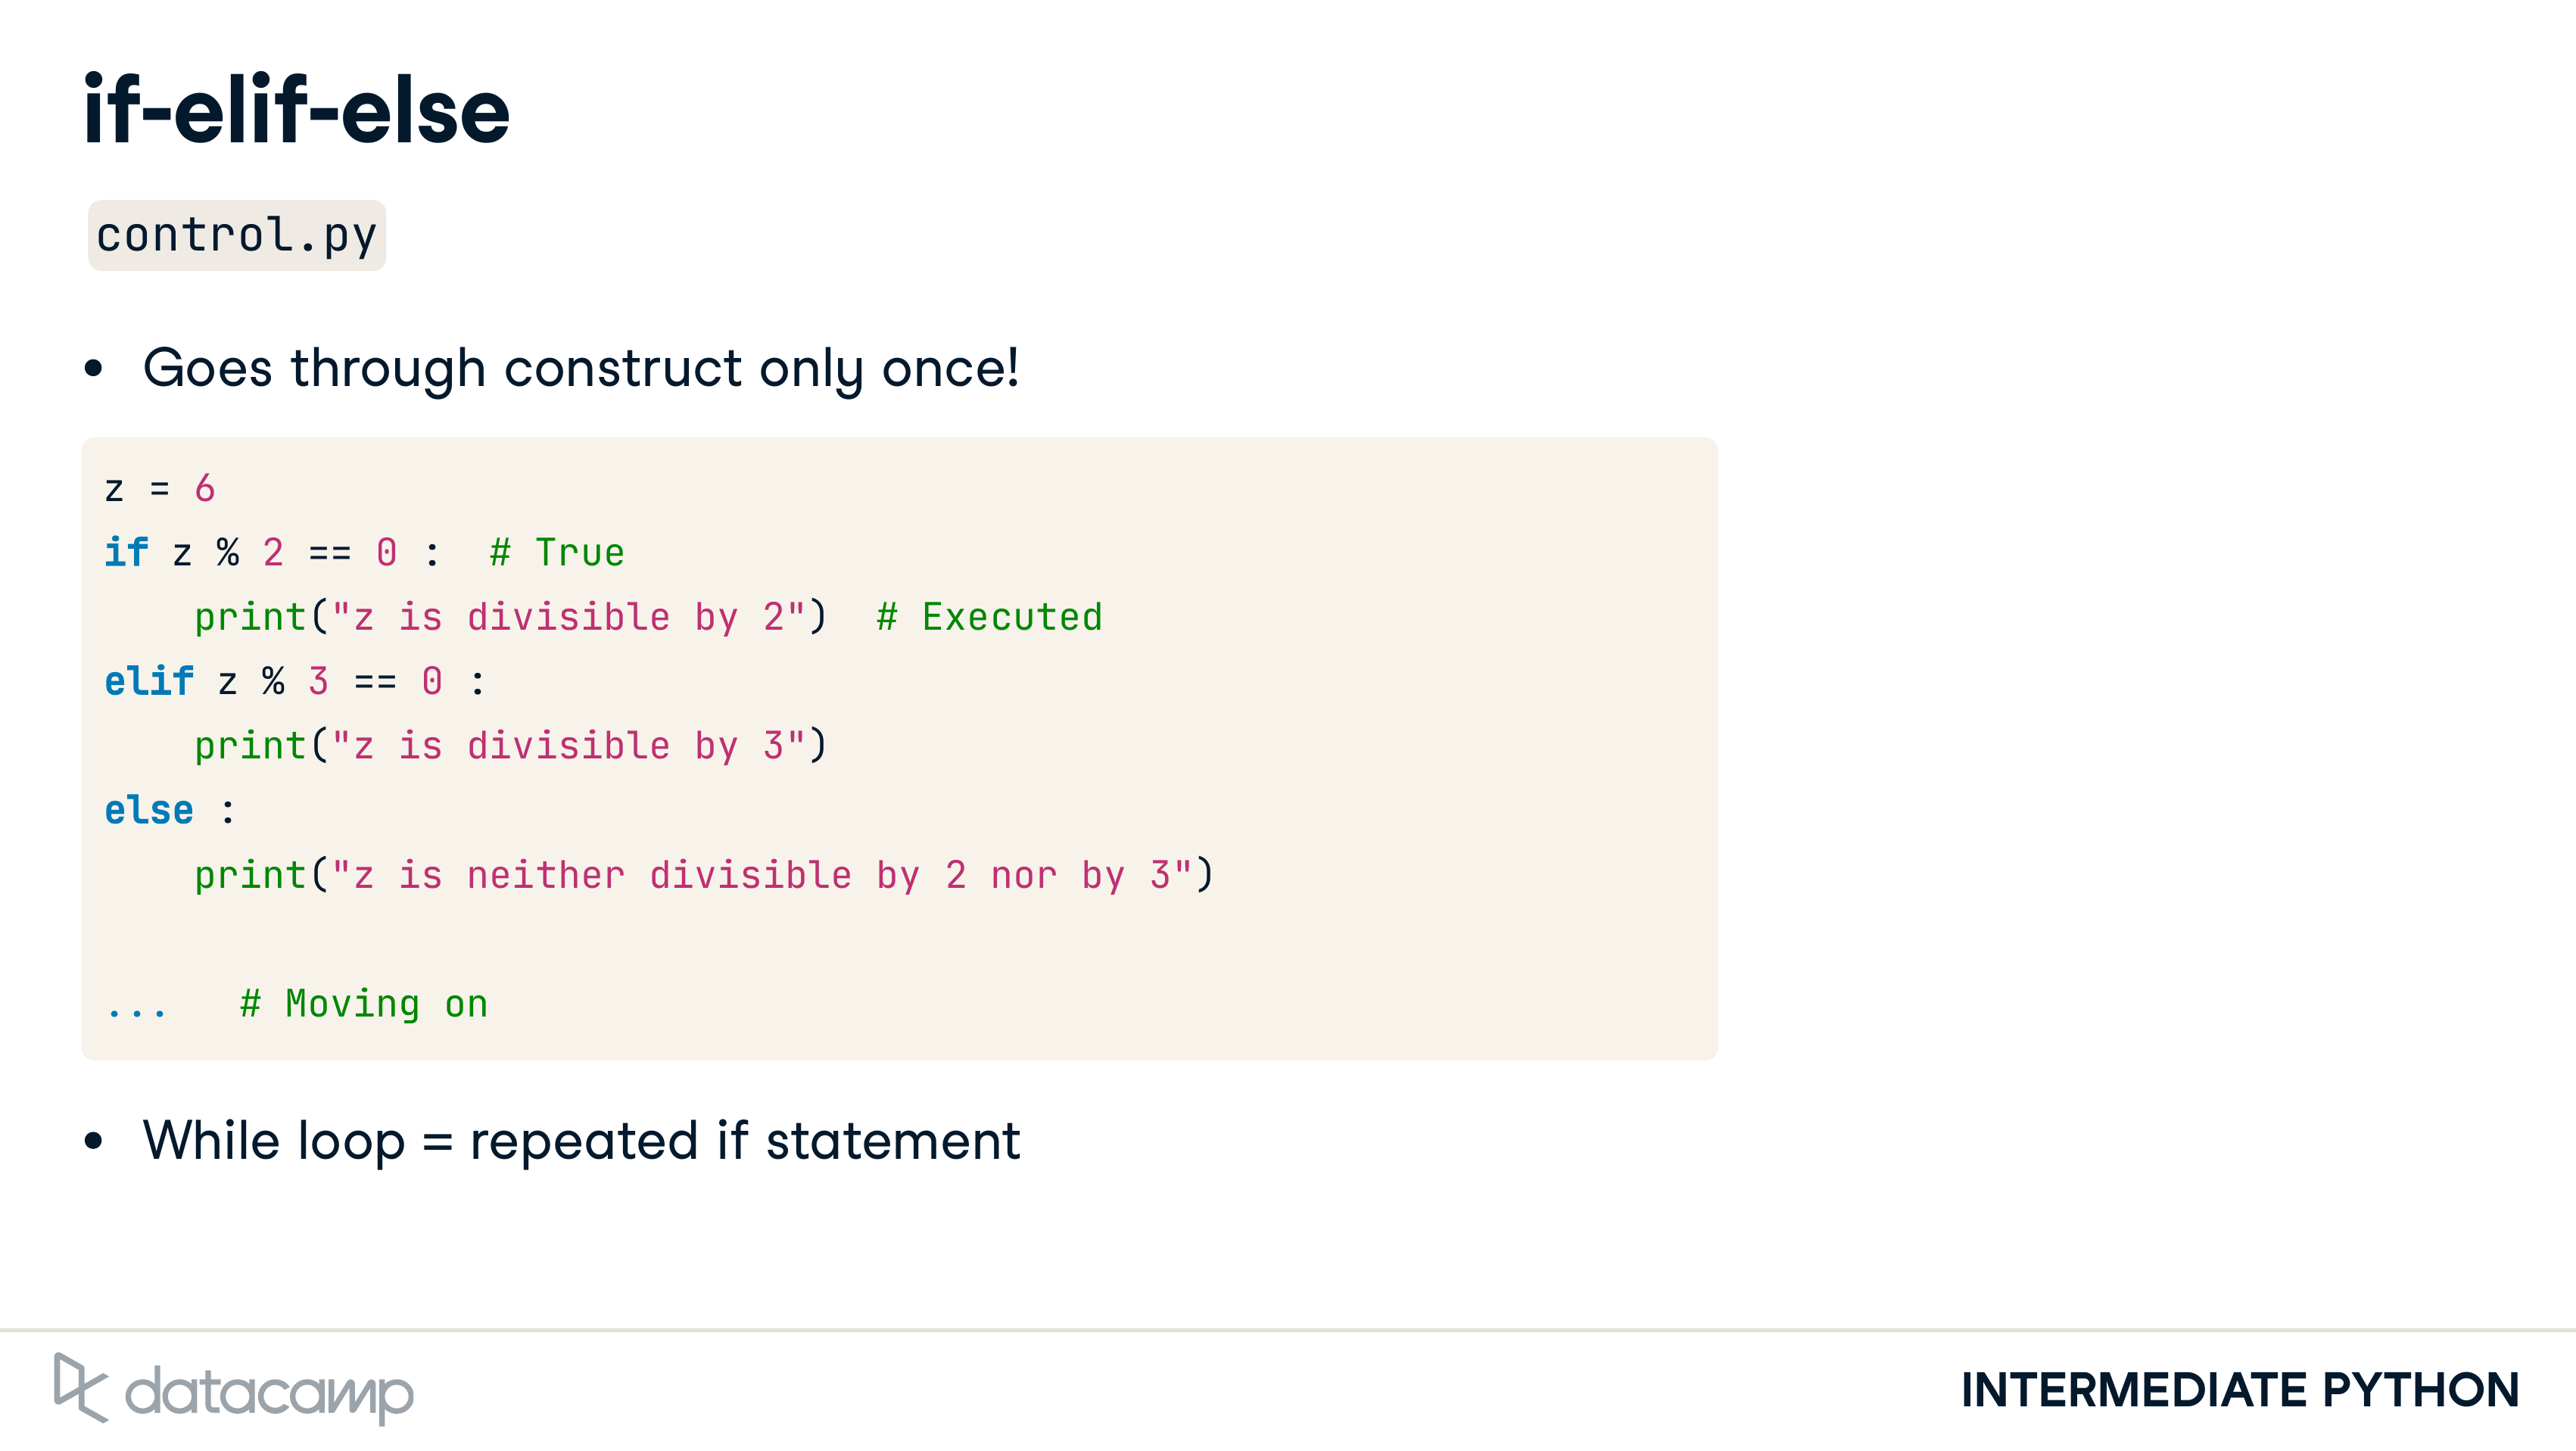 if-elif-else
control.py
• Goes through construct only once!
z = 6
if z % 2 == 0 :  # True
    print("z is divisible by 2")  # Executed
elif z % 3 == 0 :
    print("z is divisible by 3")
else :
    print("z is neither divisible by 2 nor by 3")
...   # Moving on
• While loop = repeated if statement
datacamp
INTERMEDIATE PYTHON